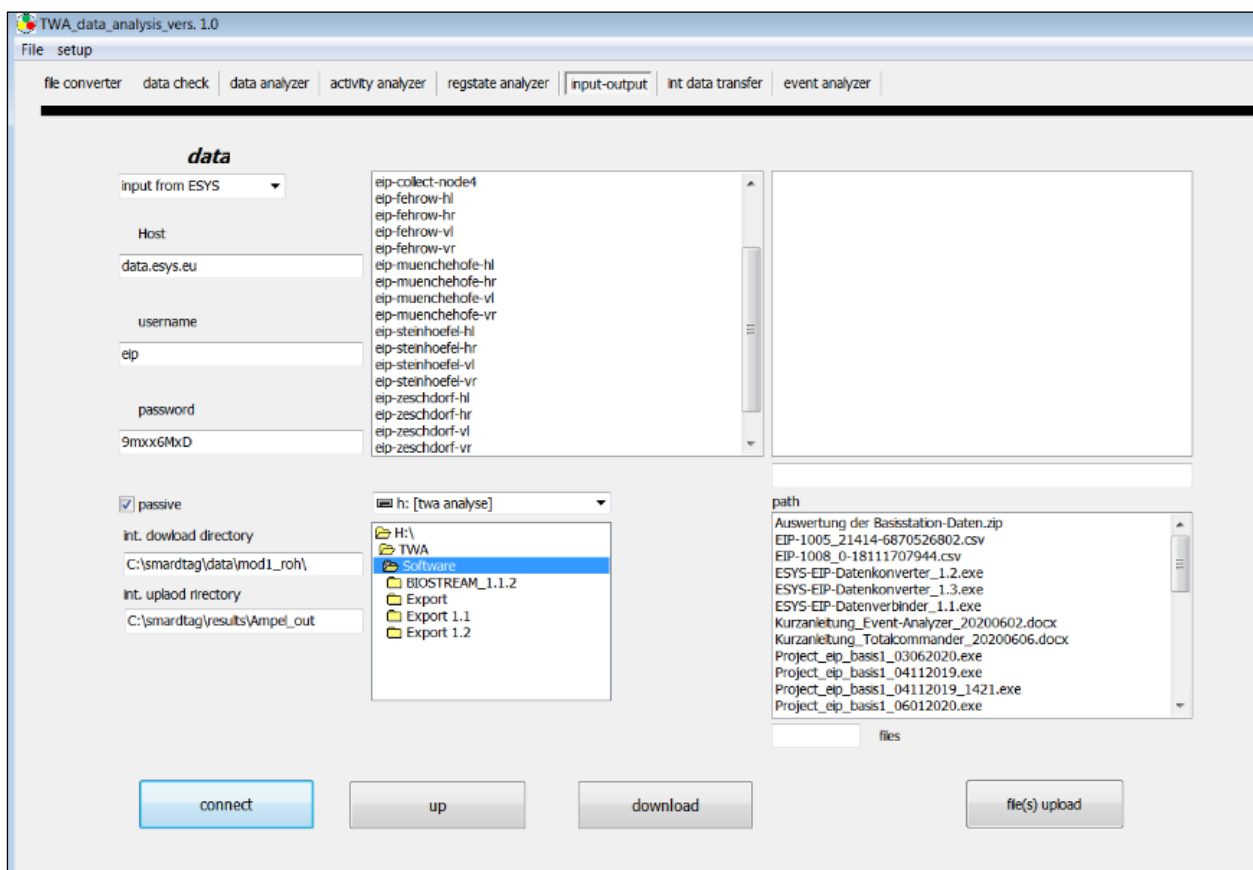 TWA_data_analysis_vers. 1.0
File setup
file converter data check data analyzer activity analyzer regstate analyzer input-output int data transfer event analyzer
data
input from ESYS
Host
data.esys.eu
username
eip
password
9mxx6MxD
eip-collect-node4
eip-fehrow-hl
eip-fehrow-hr
eip-fehrow-vl
eip-fehrow-vr
eip-muenchehofe-hl
eip-muenchehofe-hr
eip-muenchehofe-vl
eip-muenchehofe-vr
eip-steinhoefel-hl
eip-steinhoefel-hr
eip-steinhoefel-vl
eip-steinhoefel-vr
eip-zeschdorf-hl
eip-zeschdorf-hr
eip-zeschdorf-vl
eip-zeschdorf-vr
passive
int. dowload directory
C:\smardtag\data\mod1_roh\
int. uplaod rirectory
C:\smardtag\results\Ampel_out
h: [twa analyse]
H:\
TWA
Software
BIOSTREAM_1.1.2
Export
Export 1.1
Export 1.2
path
Auswertung der Basisstation-Daten.zip
EIP-1005_21414-6870526802.csv
EIP-1008_0-18111707944.csv
ESYS-EIP-Datenkonverter_1.2.exe
ESYS-EIP-Datenkonverter_1.3.exe
ESYS-EIP-Datenverbinder_1.1.exe
Kurzanleitung_Event-Analyzer_20200602.docx
Kurzanleitung_Totalcommander_20200606.docx
Project_eip_basis1_03062020.exe
Project_eip_basis1_04112019.exe
Project_eip_basis1_04112019_1421.exe
Project_eip_basis1_06012020.exe
files
connect up download file(s) upload